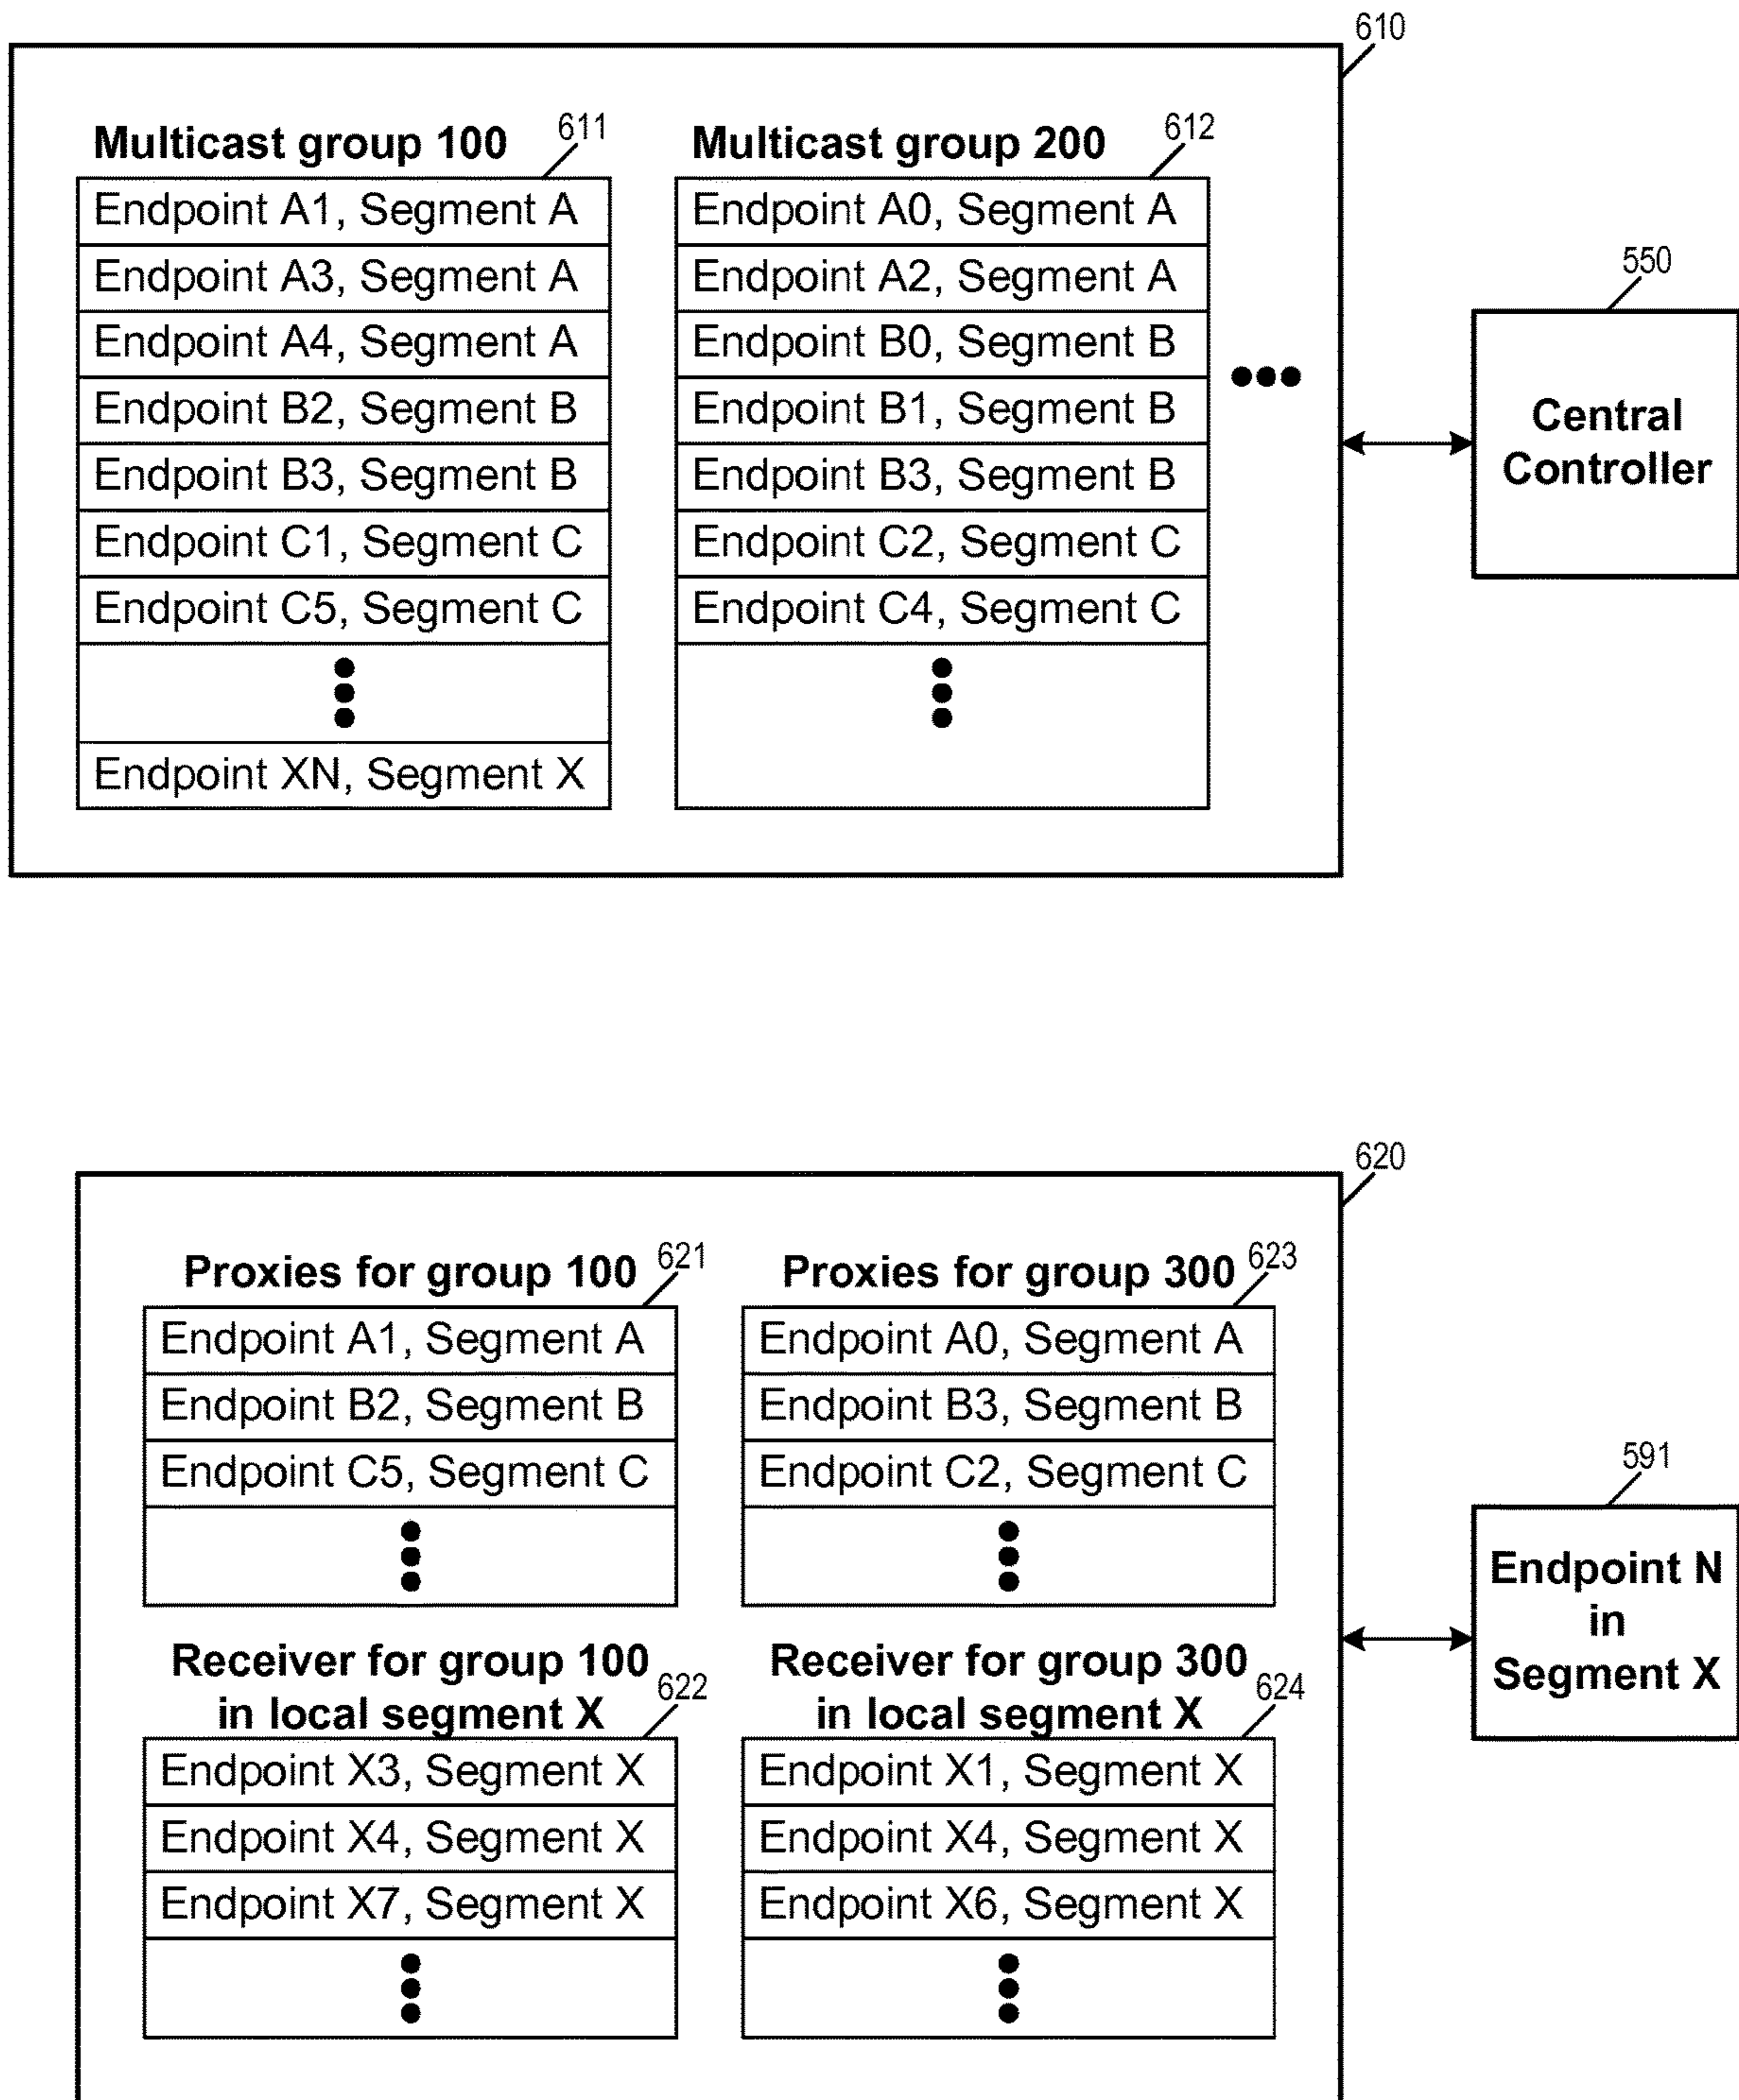 610
Multicast group 100
611
Endpoint A1, Segment A
Endpoint A3, Segment A
Endpoint A4, Segment A
Endpoint B2, Segment B
Endpoint B3, Segment B
Endpoint C1, Segment C
Endpoint C5, Segment C
Endpoint XN, Segment X
Multicast group 200
612
Endpoint A0, Segment A
Endpoint A2, Segment A
Endpoint B0, Segment B
Endpoint B1, Segment B
Endpoint B3, Segment B
Endpoint C2, Segment C
Endpoint C4, Segment C
550
Central
Controller
620
Proxies for group 100
621
Endpoint A1, Segment A
Endpoint B2, Segment B
Endpoint C5, Segment C
Proxies for group 300
623
Endpoint A0, Segment A
Endpoint B3, Segment B
Endpoint C2, Segment C
Receiver for group 100
in local segment X
622
Endpoint X3, Segment X
Endpoint X4, Segment X
Endpoint X7, Segment X
Receiver for group 300
in local segment X
624
Endpoint X1, Segment X
Endpoint X4, Segment X
Endpoint X6, Segment X
591
Endpoint N
in
Segment X